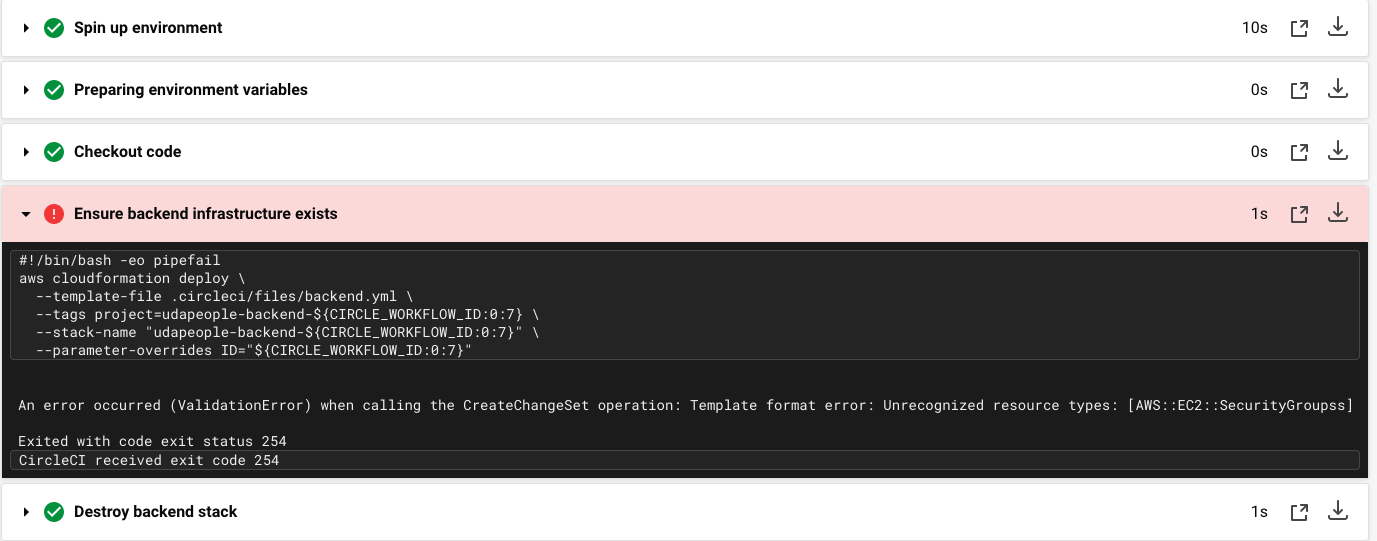 Spin up environment 10s
Preparing environment variables 0s
Checkout code 0s
! Ensure backend infrastructure exists 1s
#!/bin/bash -eo pipefail
aws cloudformation deploy \
--template-file .circleci/files/backend.yml \
--tags project=udapeople-backend-${CIRCLE_WORKFLOW_ID:0:7} \
--stack-name "udapeople-backend-${CIRCLE_WORKFLOW_ID:0:7}" \
--parameter-overrides ID="${CIRCLE_WORKFLOW_ID:0:7}"
An error occurred (ValidationError) when calling the CreateChangeSet operation: Template format error: Unrecognized resource types: [AWS::EC2::SecurityGroupss]
Exited with code exit status 254
CircleCI received exit code 254
Destroy backend stack 1s